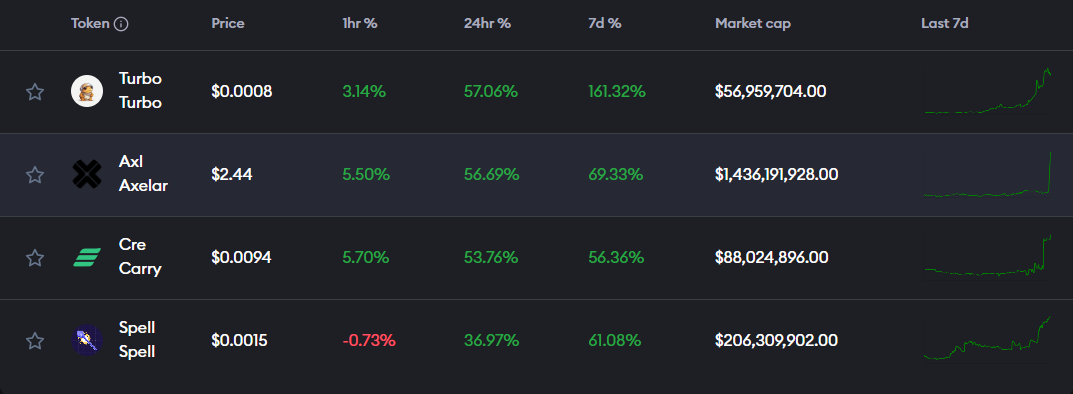 Token Price 1hr % 24hr % 7d % Market cap Last 7d
Turbo
Turbo
$0.0008 3.14% 57.06% 161.32% $56,959,704.00
Axl
Axelar
$2.44 5.50% 56.69% 69.33% $1,436,191,928.00
Cre
Carry
$0.0094 5.70% 53.76% 56.36% $88,024,896.00
Spell
Spell
$0.0015 -0.73% 36.97% 61.08% $206,309,902.00